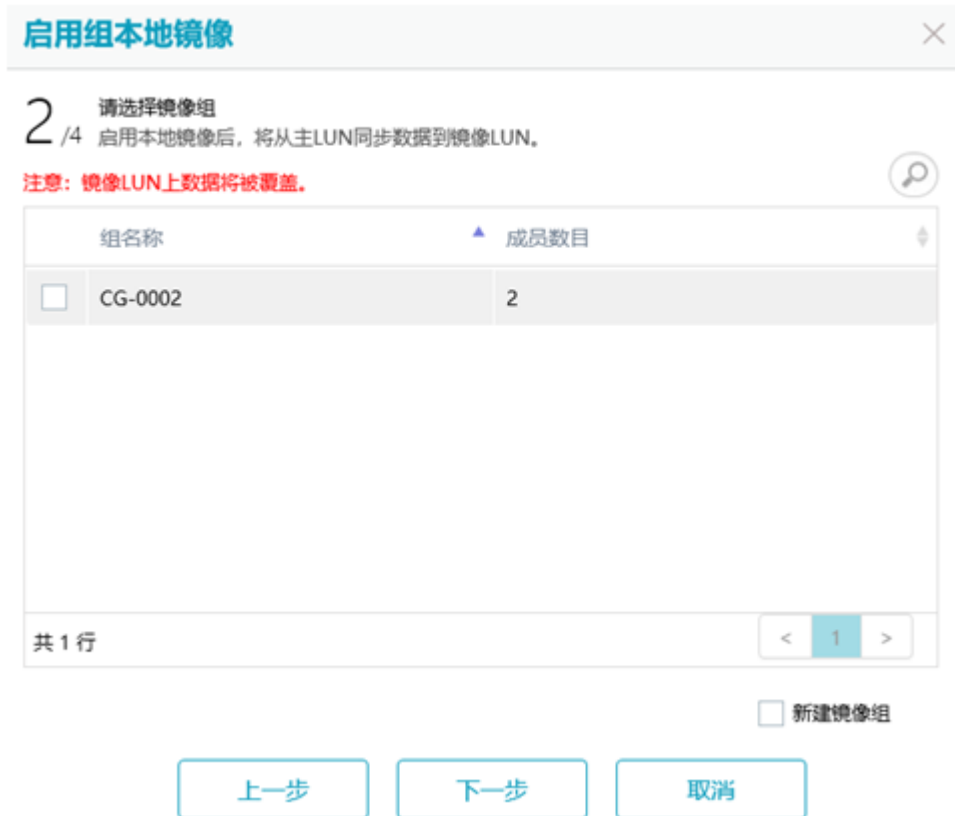 启用组本地镜像
2/4 请选择镜像组
启用本地镜像后，将从主LUN同步数据到镜像LUN。
注意：镜像LUN上数据将被覆盖。
组名称 成员数目
CG-0002 2
共 1 行 < 1 >
新建镜像组
上一步 下一步 取消